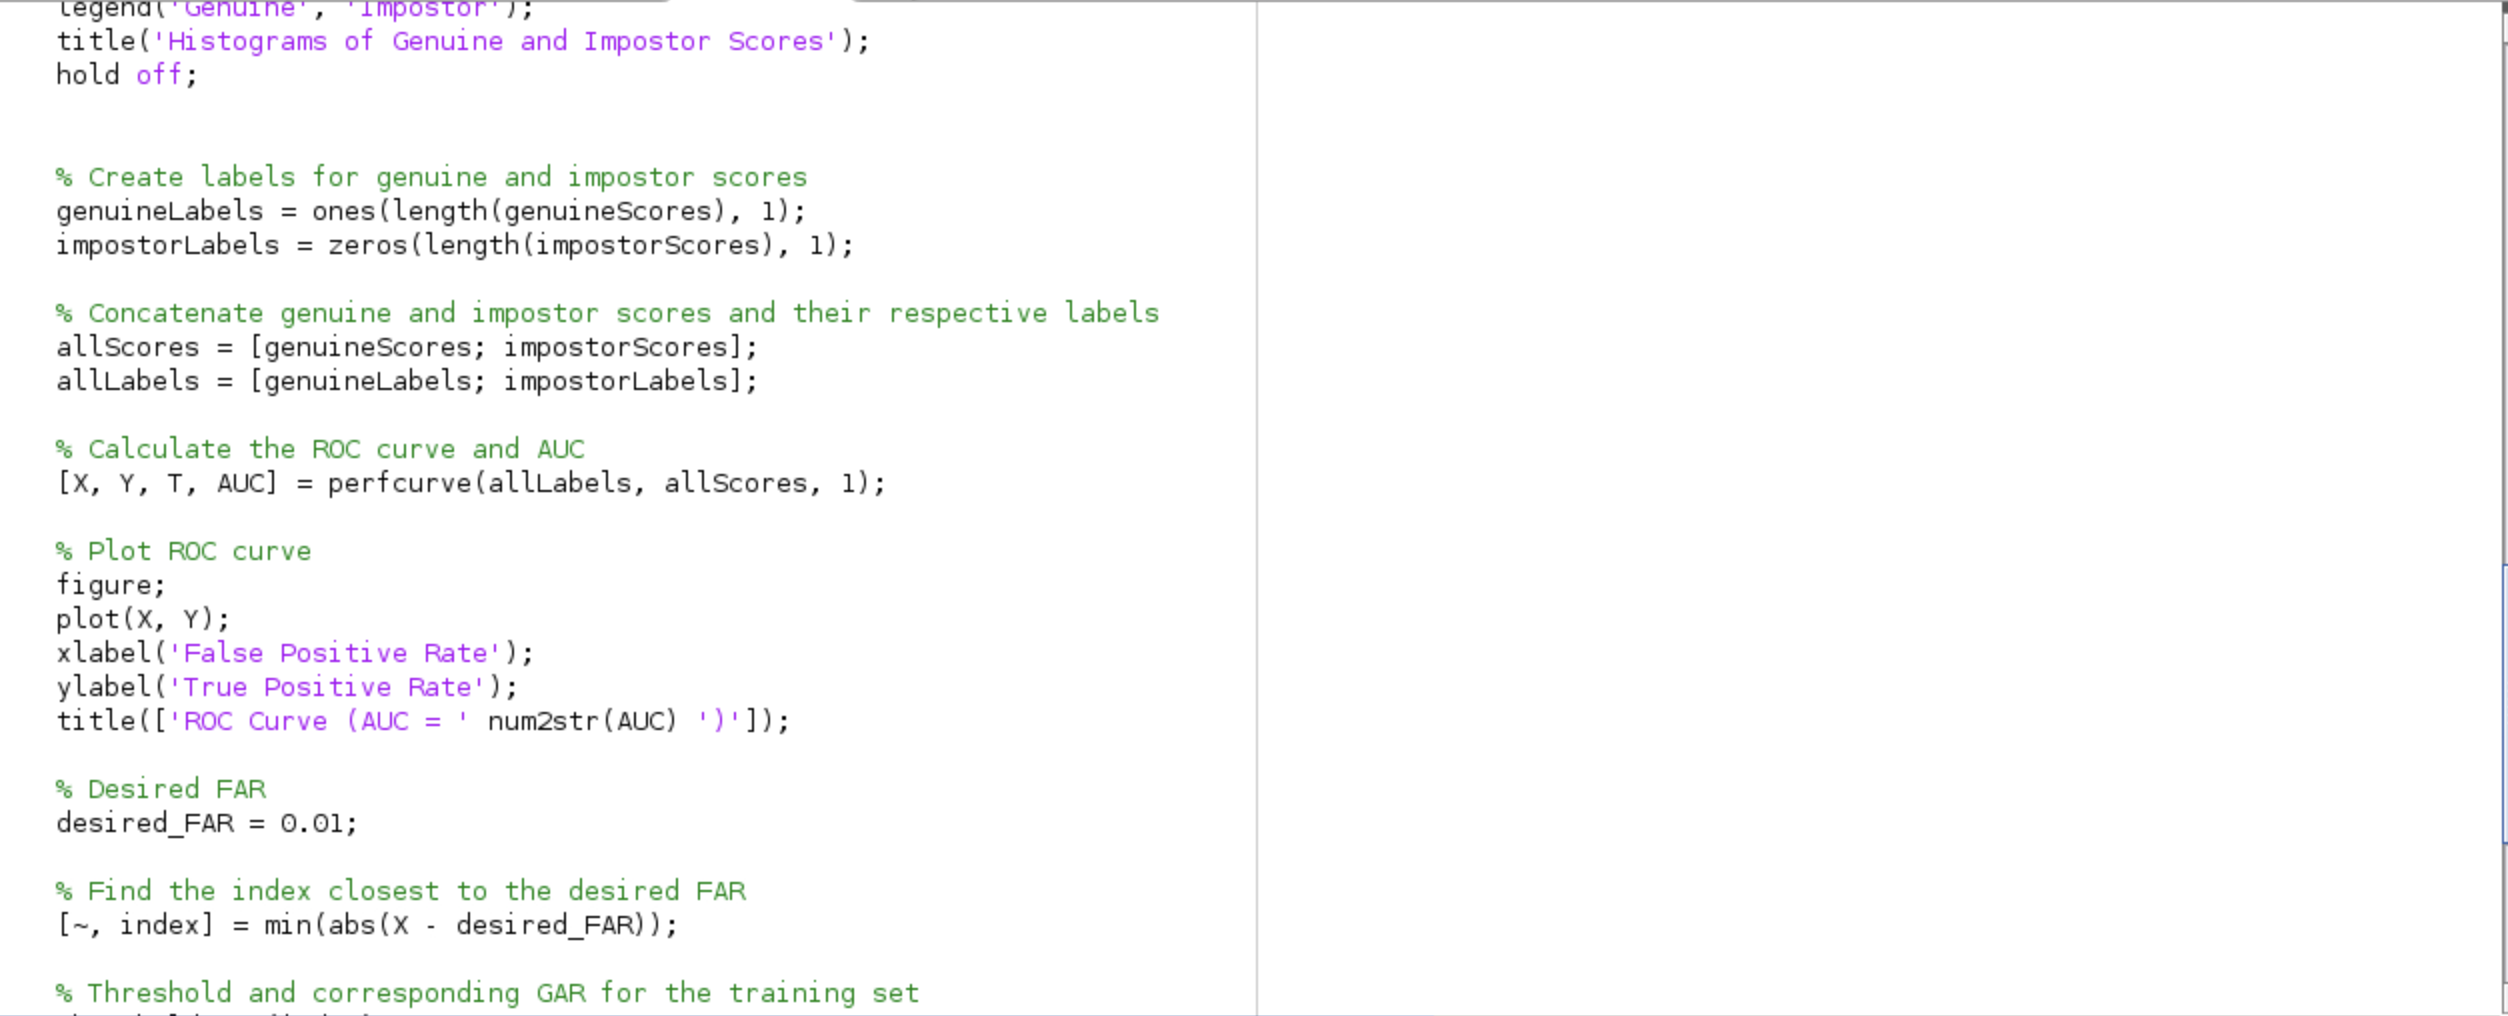 legend('Genuine', 'Impostor');
title('Histograms of Genuine and Impostor Scores');
hold off;
% Create labels for genuine and impostor scores
genuineLabels = ones(length(genuineScores), 1);
impostorLabels = zeros(length(impostorScores), 1);
% Concatenate genuine and impostor scores and their respective labels
allScores = [genuineScores; impostorScores];
allLabels = [genuineLabels; impostorLabels];
% Calculate the ROC curve and AUC
[X, Y, T, AUC] = perfcurve(allLabels, allScores, 1);
% Plot ROC curve
figure;
plot(X, Y);
xlabel('False Positive Rate');
ylabel('True Positive Rate');
title(['ROC Curve (AUC = ' num2str(AUC) ')']);
% Desired FAR
desired_FAR = 0.01;
% Find the index closest to the desired FAR
[~, index] = min(abs(X - desired_FAR));
% Threshold and corresponding GAR for the training set